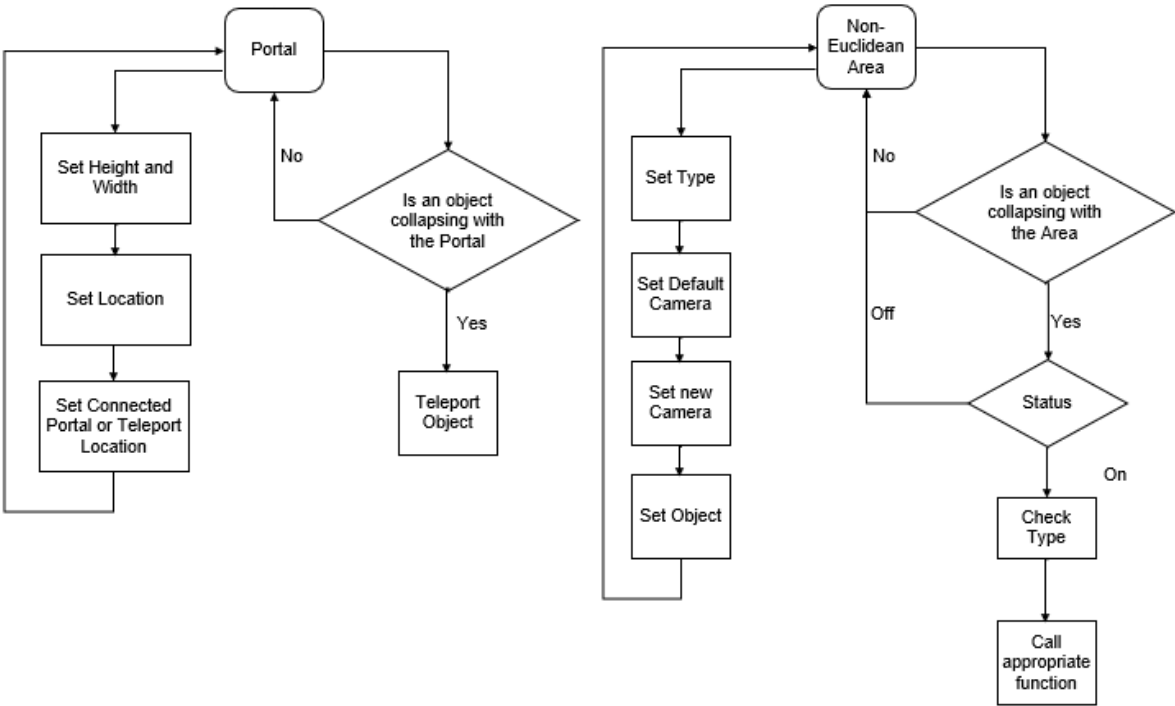 Portal
No
Set Height and
Width
Is an object
collapsing with
the Portal
Set Location
Yes
Set Connected
Portal or Teleport
Location
Teleport
Object
Non-
Euclidean
Area
No
Set Type
Is an object
collapsing with
the Area
Set Default
Camera
Off
Yes
Set new
Camera
Status
On
Set Object
Check
Type
Call
appropriate
function